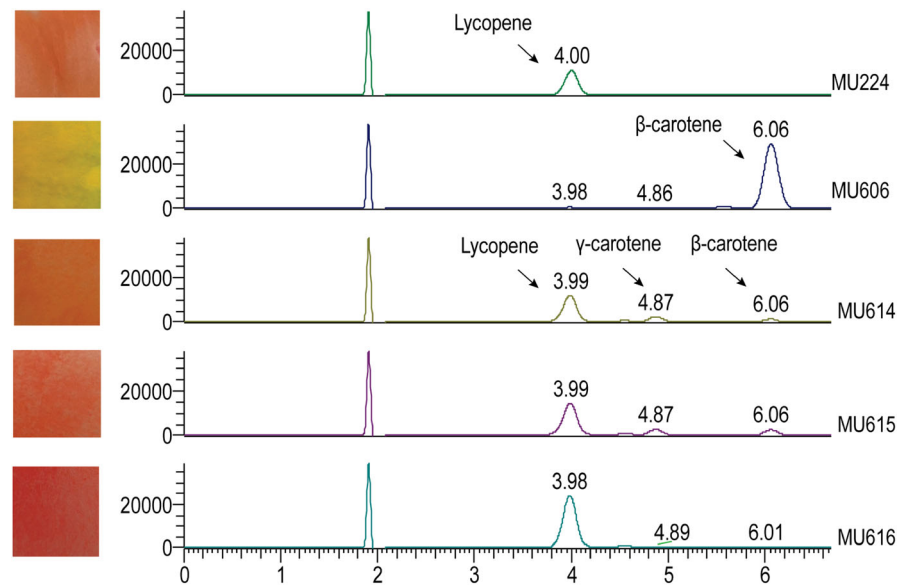 Lycopene
4.00
20000
0
MU224
β-carotene
6.06
20000
3.98 4.86
0
MU606
Lycopene γ-carotene β-carotene
3.99 4.87 6.06
20000
0
MU614
3.99
20000
4.87 6.06
0
MU615
3.98
20000
4.89 6.01
0
MU616
0 1 2 3 4 5 6